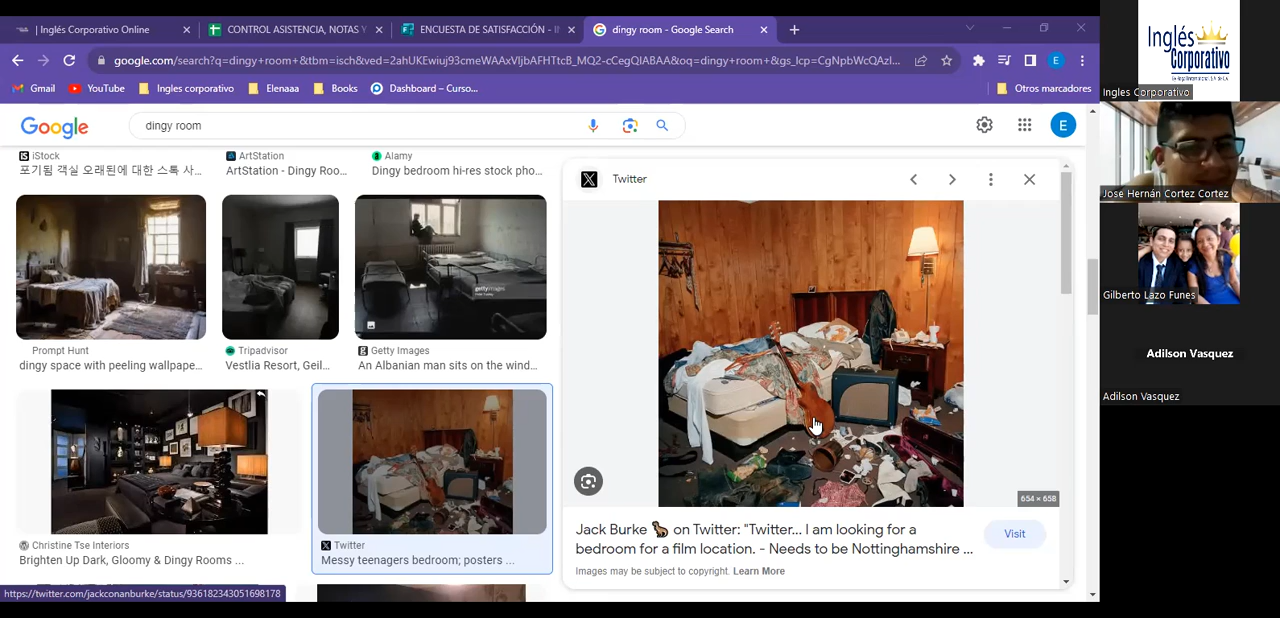 | Inglés Corporativo Online
CONTROL ASISTENCIA, NOTAS Y
ENCUESTA DE SATISFACCIÓN - I
dingy room - Google Search
google.com/search?q=dingy+room+&tbm=isch&ved=2ahUKEwiuj93cmeWAAxVIjbAFHTtcB_MQ2-cCegQIABAA&oq=dingy+room+&gs_lcp=CgNpbWcQAzI...
Gmail
YouTube
Ingles corporativo
Elenaaa
Books
Dashboard – Curso...
Otros marcadores
E
Google
dingy room
E
iStock
포기됨 객실 오래된에 대한 스톡 사...
ArtStation
ArtStation - Dingy Roo...
Alamy
Dingy bedroom hi-res stock pho...
gettyimages
Prompt Hunt
dingy space with peeling wallpape...
Tripadvisor
Vestlia Resort, Geil...
Getty Images
An Albanian man sits on the wind...
Christine Tse Interiors
Brighten Up Dark, Gloomy & Dingy Rooms ...
Twitter
Messy teenagers bedroom; posters ...
https://twitter.com/jackconanburke/status/936182343051698178
Twitter
654 × 658
Jack Burke on Twitter: "Twitter... I am looking for a
bedroom for a film location. - Needs to be Nottinghamshire ...
Visit
Images may be subject to copyright. Learn More
Inglés
Corporativo
Ingles Corporativo
Jose Hernán Cortez Cortez
Gilberto Lazo Funes
Adilson Vasquez
Adilson Vasquez